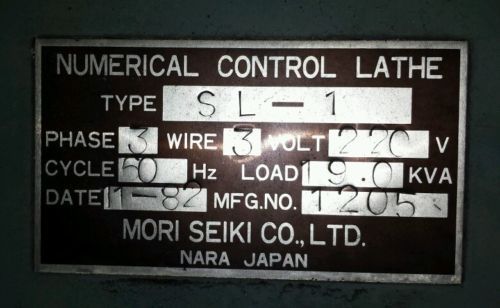 NUMERICAL CONTROL LATHE
TYPE SL-1
PHASE 3 WIRE 3 VOLT 220 V
CYCLE 60 Hz LOAD 19.0 KVA
DATE 11-82 MFG.NO. 1205
MORI SEIKI CO., LTD.
NARA JAPAN